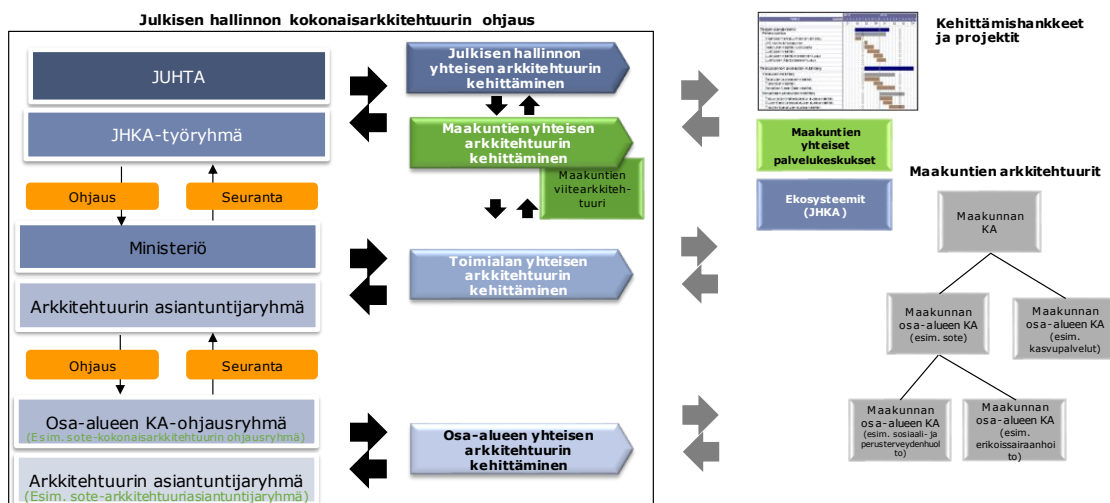 Julkisen hallinnon kokonaisarkkitehtuurin ohjaus
JUHTA
JHKA-työryhmä
Ohjaus
Seuranta
Ministeriö
Arkkitehtuurin asiantuntijaryhmä
Ohjaus
Seuranta
Osa-alueen KA-ohjausryhmä
(Esim. sote-kokonaisarkkitehtuurin ohjausryhmä)
Arkkitehtuurin asiantuntijaryhmä
(Esim. sote-arkkitehtuuriasiantuntijaryhmä)
Julkisen hallinnon
yhteisen arkkitehtuurin
kehittäminen
Maakuntien yhteisen
arkkitehtuurin
kehittäminen
Maakuntien
viitearkkiteh-
tuuri
Toimialan yhteisen
arkkitehtuurin
kehittäminen
Osa-alueen yhteisen
arkkitehtuurin
kehittäminen
Kehittämishankkeet
ja projektit
Maakuntien
yhteiset
palvelukeskukset
Ekosysteemit
(JHKA)
Maakuntien arkkitehtuurit
Maakunnan
KA
Maakunnan
osa-alueen KA
(esim. sote)
Maakunnan
osa-alueen KA
(esim.
kasvupalvelut)
Maakunnan
osa-alueen KA
(esim. sosiaali- ja
perusterveydenhuol
to)
Maakunnan
osa-alueen KA
(esim.
erikoissairaanhoi
to)